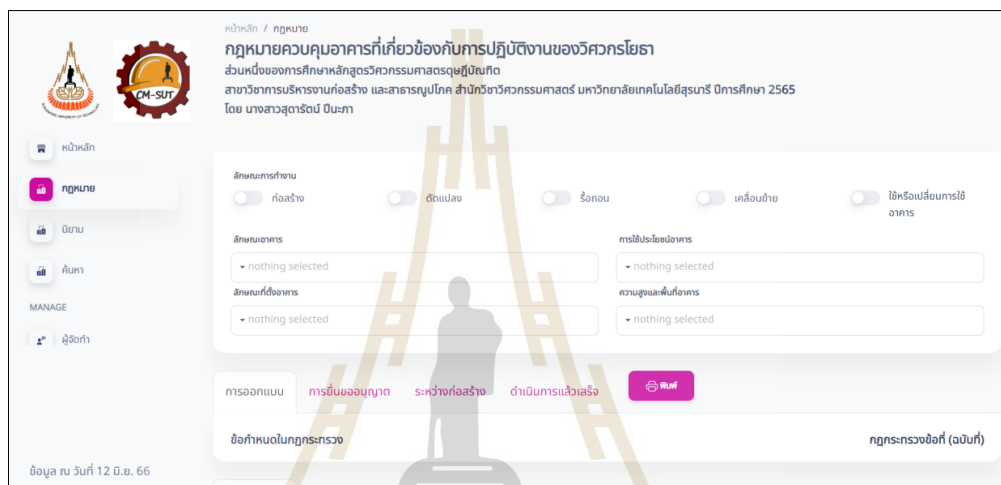 หน้าหลัก / กฎหมาย
กฎหมายควบคุมอาคารที่เกี่ยวข้องกับการปฏิบัติงานของวิศวกรโยธา
ส่วนหนึ่งของการศึกษาหลักสูตรวิศวกรรมศาสตรดุษฎีบัณฑิต
สาขาวิชาการบริหารงานก่อสร้าง และสาธารณูปโภค สำนักวิชาวิศวกรรมศาสตร์ มหาวิทยาลัยเทคโนโลยีสุรนารี ปีการศึกษา 2565
โดย นางสาวสุดารัตน์ ปินะภา
CM-SUT
หน้าหลัก
กฎหมาย
นิยาม
ค้นหา
MANAGE
ผู้จัดทำ
ข้อมูล ณ วันที่ 12 มิ.ย. 66
ลักษณะการทำงาน
ก่อสร้าง ดัดแปลง รื้อถอน เคลื่อนย้าย ใช้หรือเปลี่ยนการใช้
อาคาร
ลักษณะอาคาร การใช้ประโยชน์อาคาร
nothing selected nothing selected
ลักษณะที่ตั้งอาคาร ความสูงและพื้นที่อาคาร
nothing selected nothing selected
การออกแบบ การยื่นขออนุญาต ระหว่างก่อสร้าง ดำเนินการแล้วเสร็จ พิมพ์
ข้อกำหนดในกฎกระทรวง กฎกระทรวงข้อที่ (ฉบับที่)